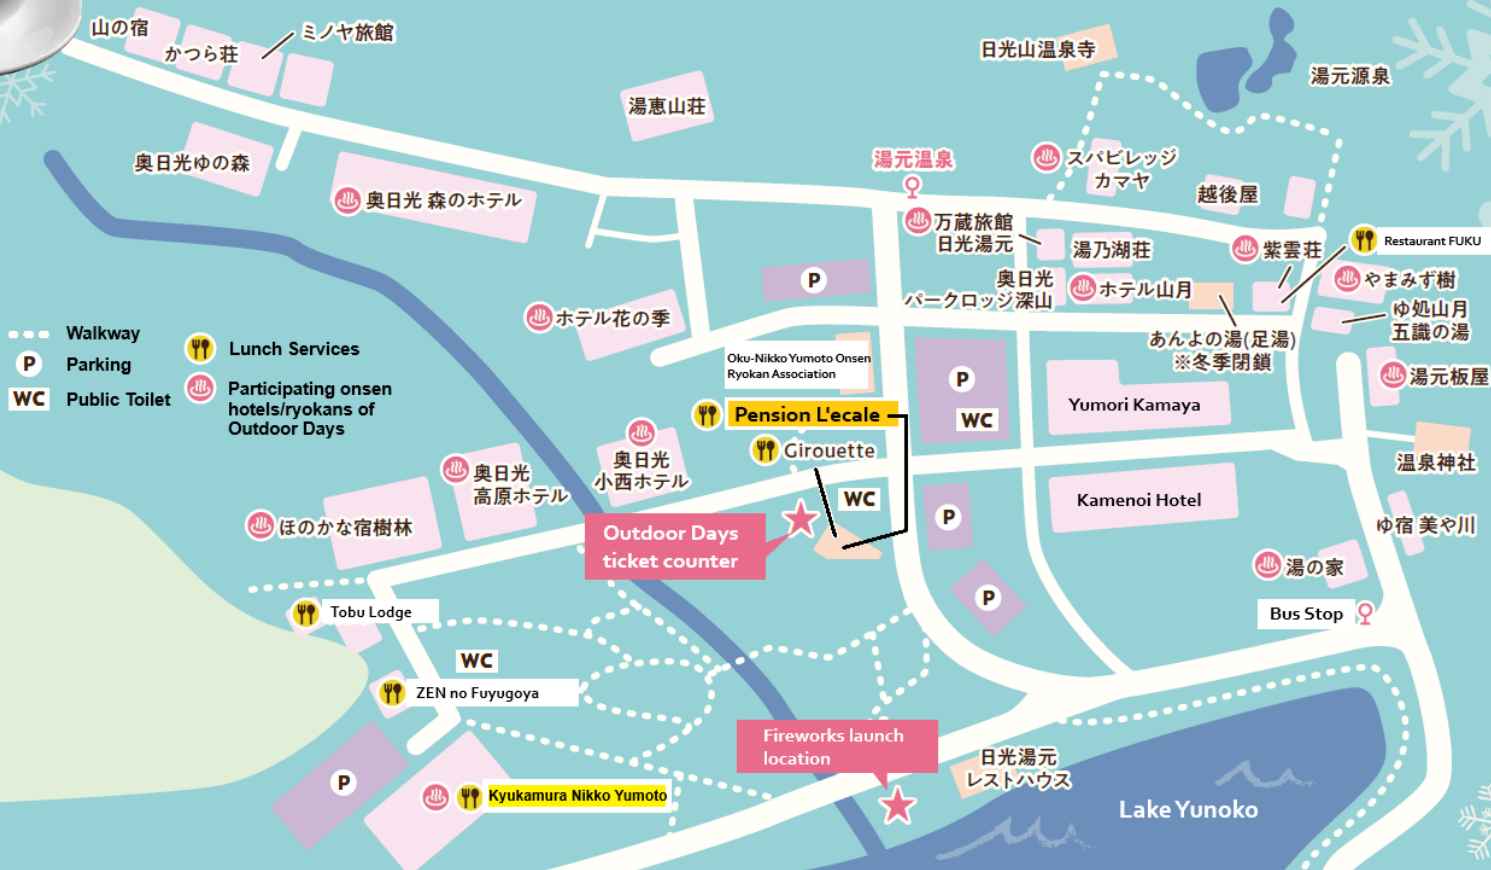 山の宿
かつら荘
ミノヤ旅館
日光山温泉寺
湯元源泉
湯恵山荘
奥日光ゆの森
湯元温泉
スパビレッジ
カマヤ
奥日光 森のホテル
越後屋
万蔵旅館
日光湯元
湯乃湖荘
紫雲荘
Restaurant FUKU
やまみず樹
P
奥日光
パークロッジ深山
ホテル山月
ゆ処山月
五識の湯
ホテル花の季
あんよの湯(足湯)
※冬季閉鎖
Walkway
P
Parking
WC
Public Toilet
Lunch Services
Participating onsen
hotels/ryokans of
Outdoor Days
Oku-Nikko Yumoto Onsen
Ryokan Association
P
WC
湯元板屋
Yumori Kamaya
Pension L'ecale
Girouette
温泉神社
奥日光
小西ホテル
奥日光
高原ホテル
WC
Kamenoi Hotel
P
ほのかな宿樹林
ゆ宿 美や川
Outdoor Days
ticket counter
湯の家
P
Tobu Lodge
Bus Stop
WC
ZEN no Fuyugoya
Fireworks launch
location
日光湯元
レストハウス
P
Kyukamura Nikko Yumoto
Lake Yunoko